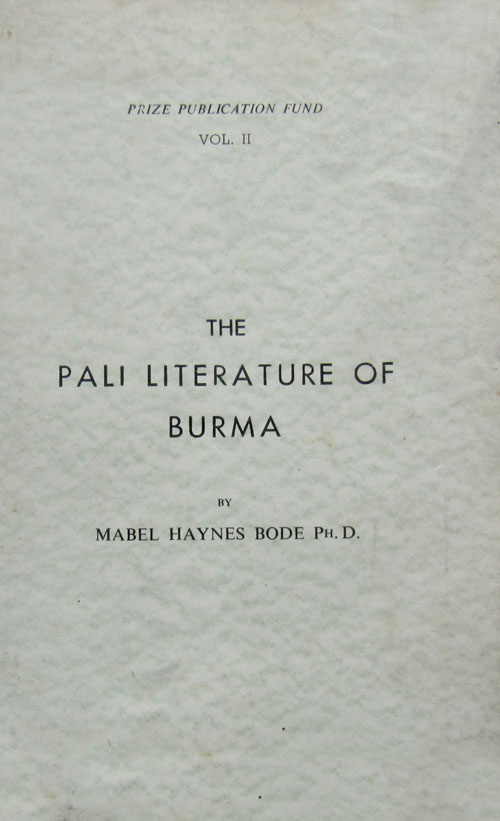 PRIZE PUBLICATION FUND
VOL. II
THE
PALI LITERATURE OF
BURMA
BY
MABEL HAYNES BODE PH. D.